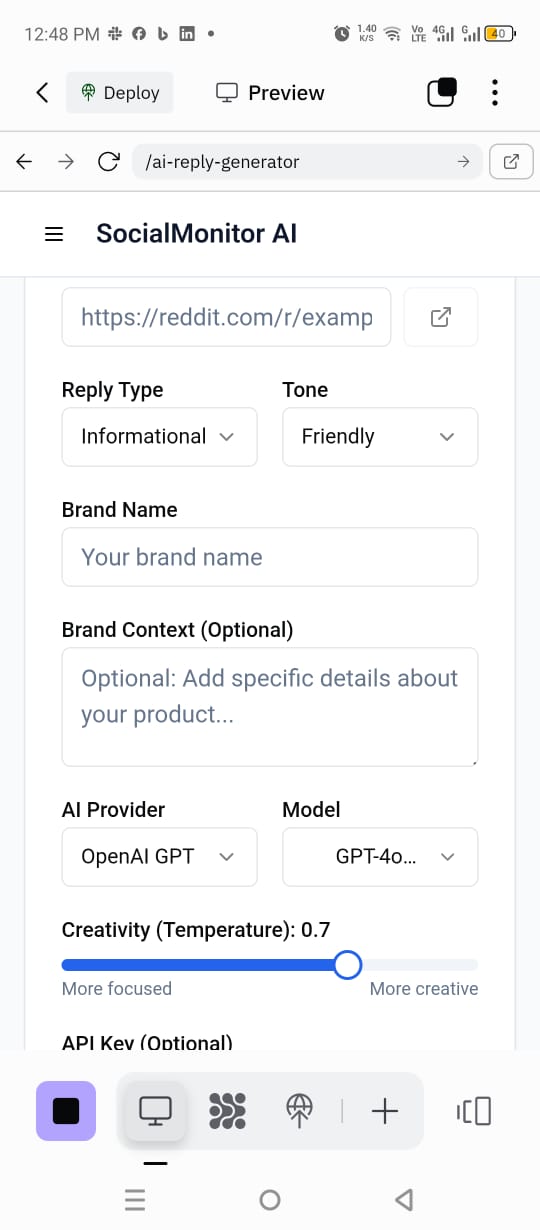 12:48 PM
1.40 K/S
Vo LTE
4G
G
40
Deploy
Preview
/ai-reply-generator
SocialMonitor AI
https://reddit.com/r/examp
Reply Type
Tone
Informational
Friendly
Brand Name
Your brand name
Brand Context (Optional)
Optional: Add specific details about
your product...
AI Provider
Model
OpenAI GPT
GPT-4o...
Creativity (Temperature): 0.7
More focused
More creative
API Key (Optional)